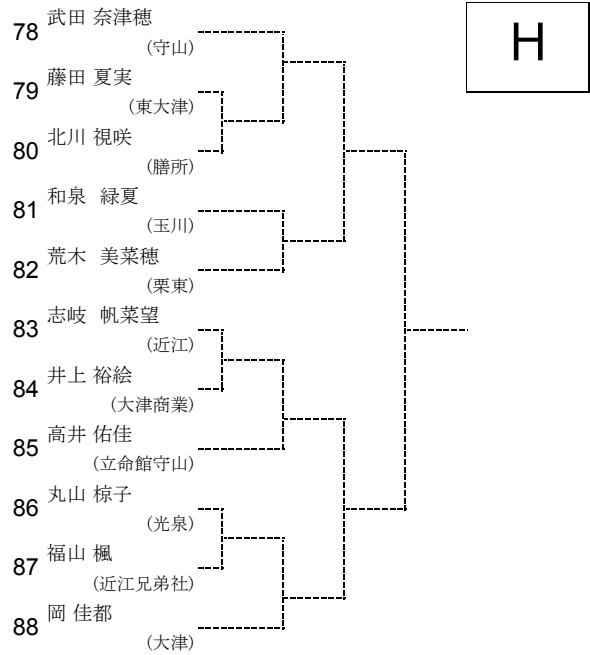 H
78 武田 奈津穂
(守山)
79 藤田 夏実
(東大津)
80 北川 視咲
(膳所)
81 和泉 緑夏
(玉川)
82 荒木 美菜穂
(栗東)
83 志岐 帆菜望
(近江)
84 井上 裕絵
(大津商業)
85 高井 佑佳
(立命館守山)
86 丸山 椋子
(光泉)
87 福山 楓
(近江兄弟社)
88 岡 佳都
(大津)